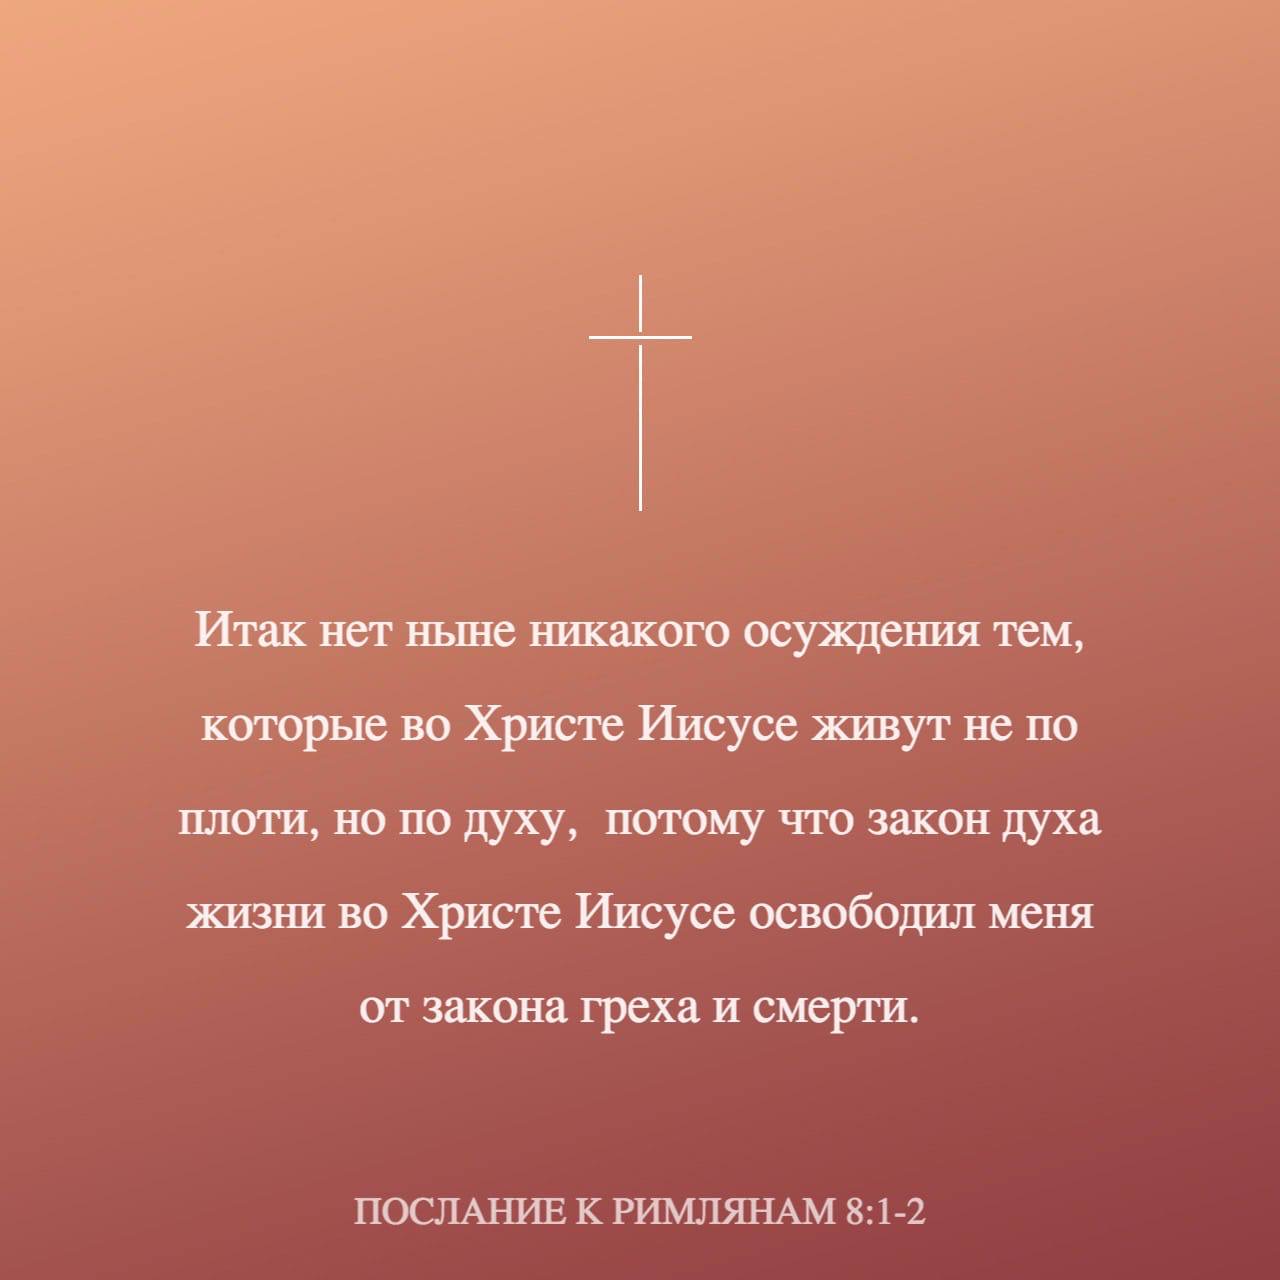 Итак нет ныне никакого осуждения тем,
которые во Христе Иисусе живут не по
плоти, но по духу,  потому что закон духа
жизни во Христе Иисусе освободил меня
от закона греха и смерти.
ПОСЛАНИЕ К РИМЛЯНАМ 8:1-2